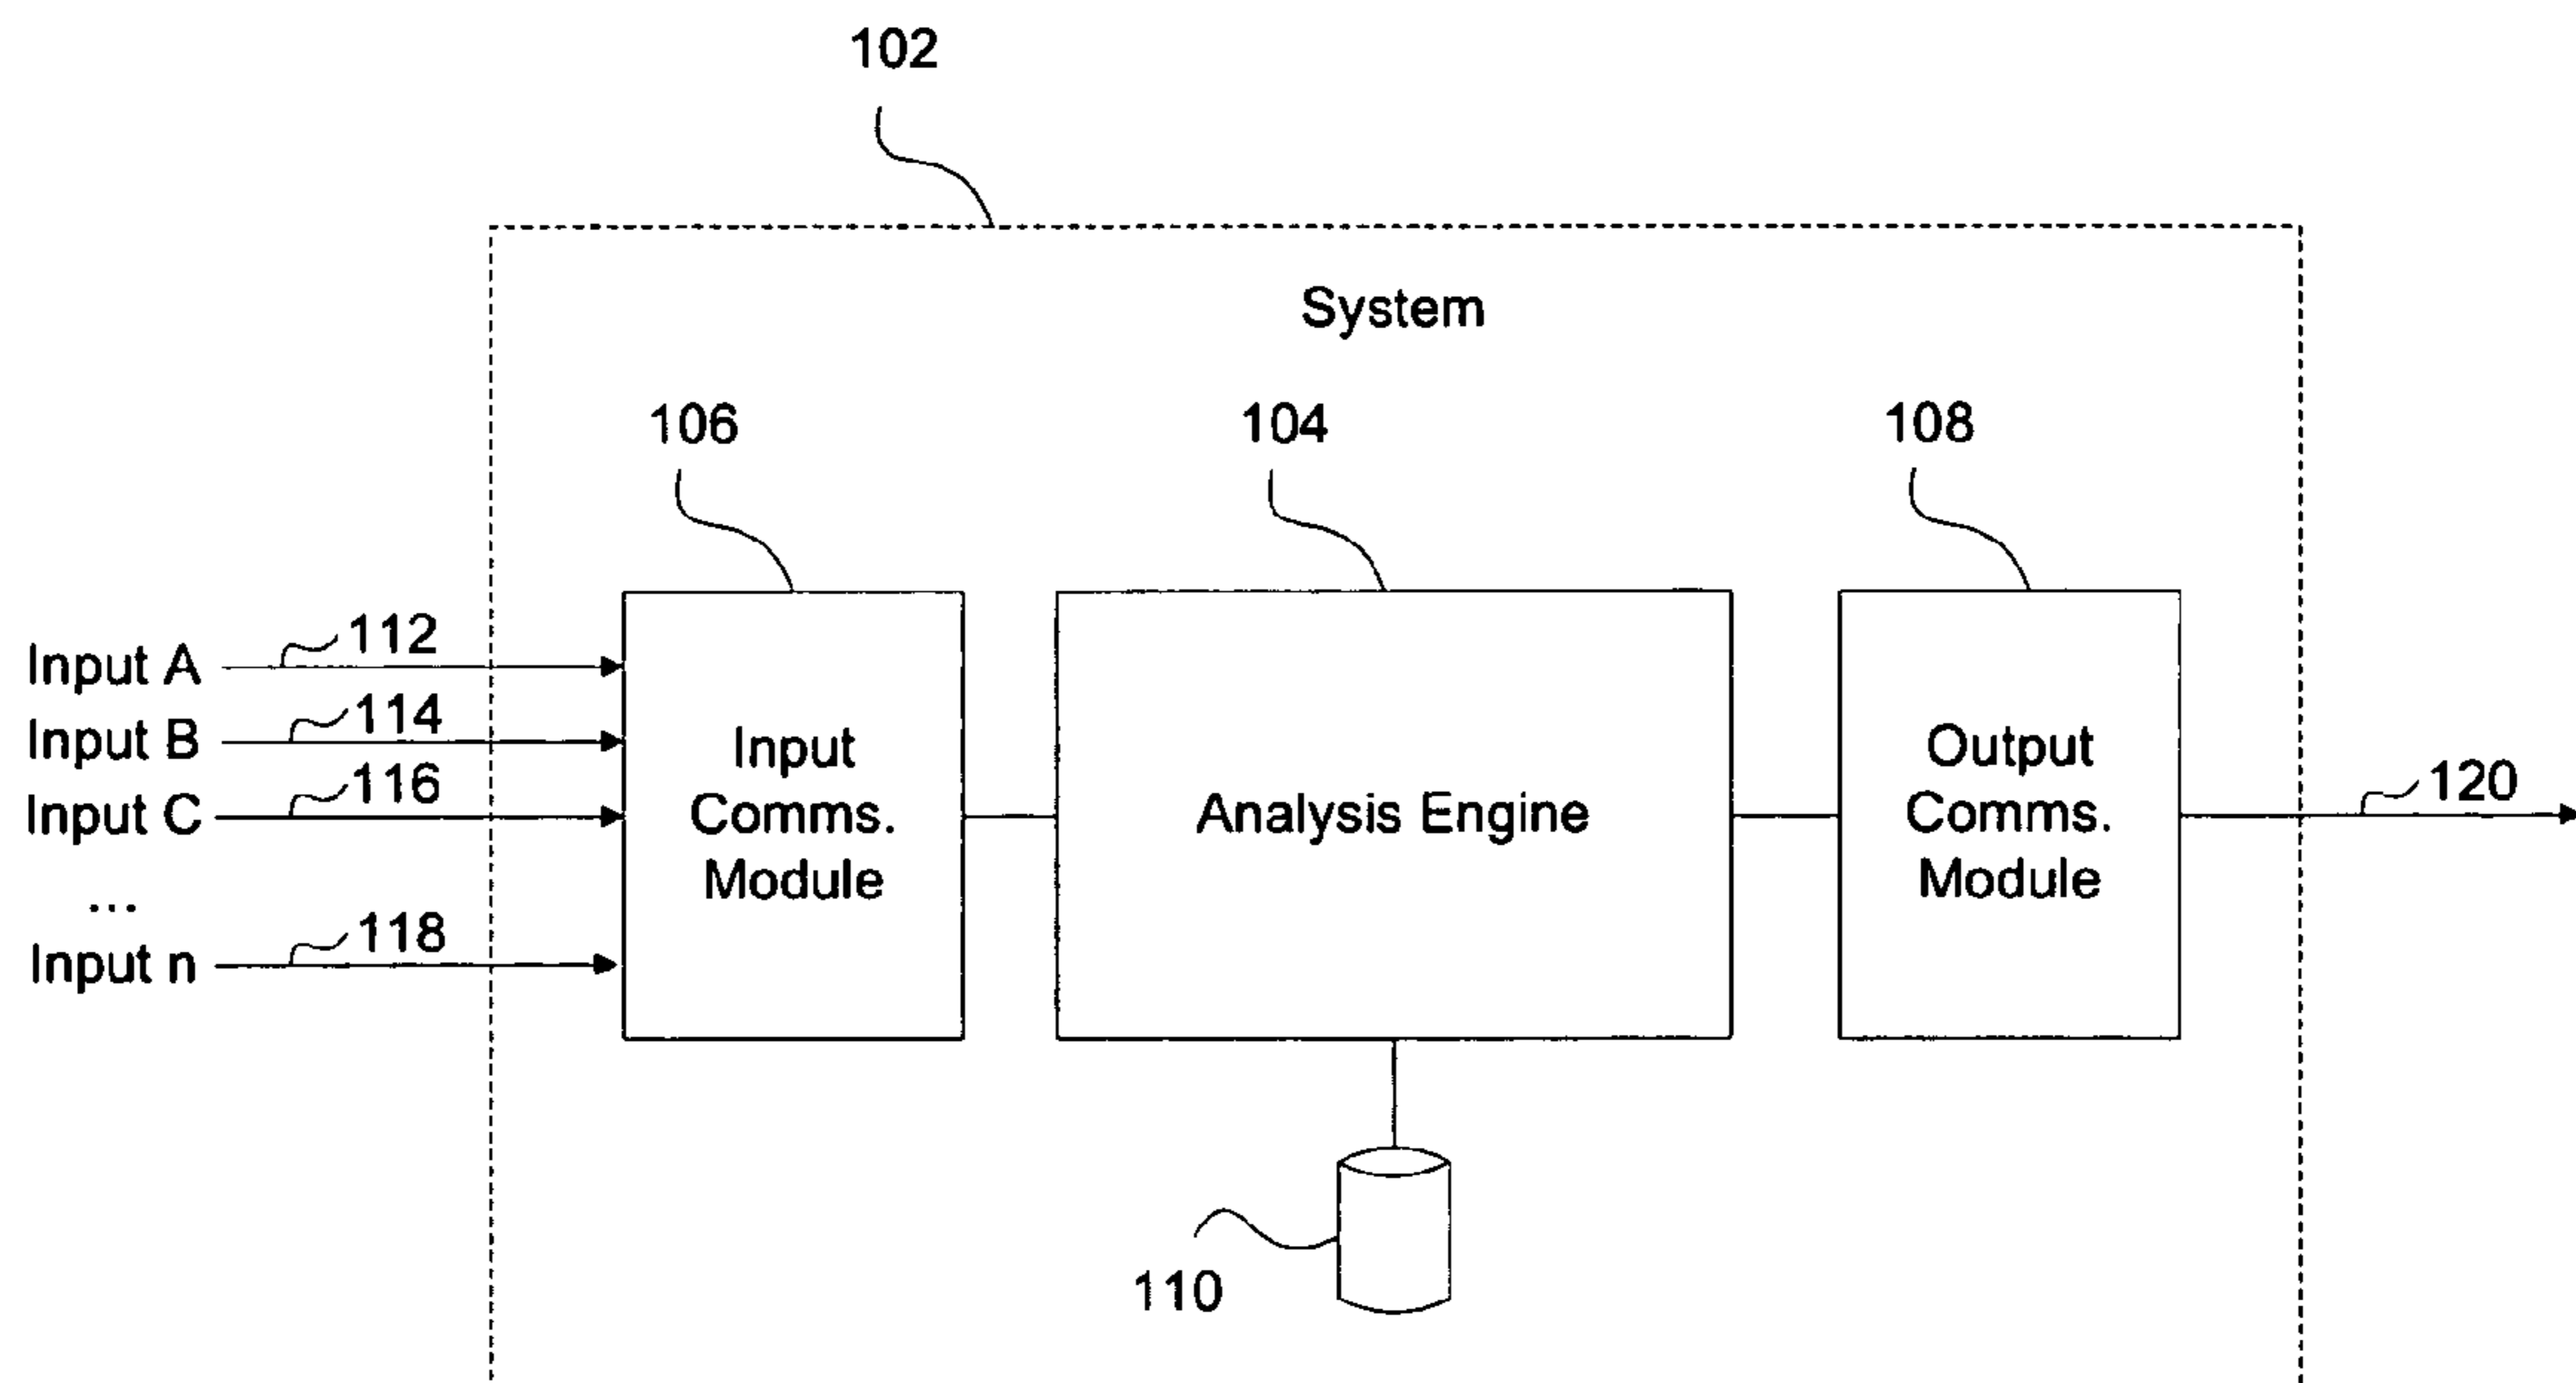 102
System
106
104
108
Input A
112
Input B
114
Input C
116
...
Input n
118
Input
Comms.
Module
Analysis Engine
Output
Comms.
Module
120
110